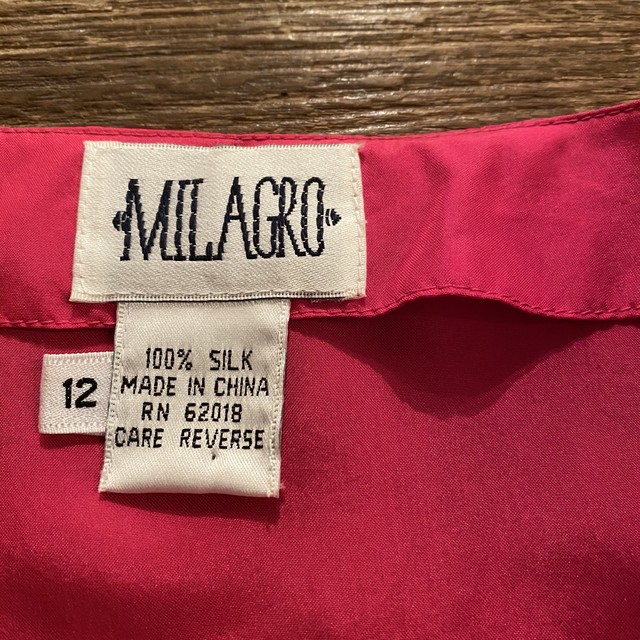 MILAGRO
100% SILK
MADE IN CHINA
RN 62018
CARE REVERSE
12